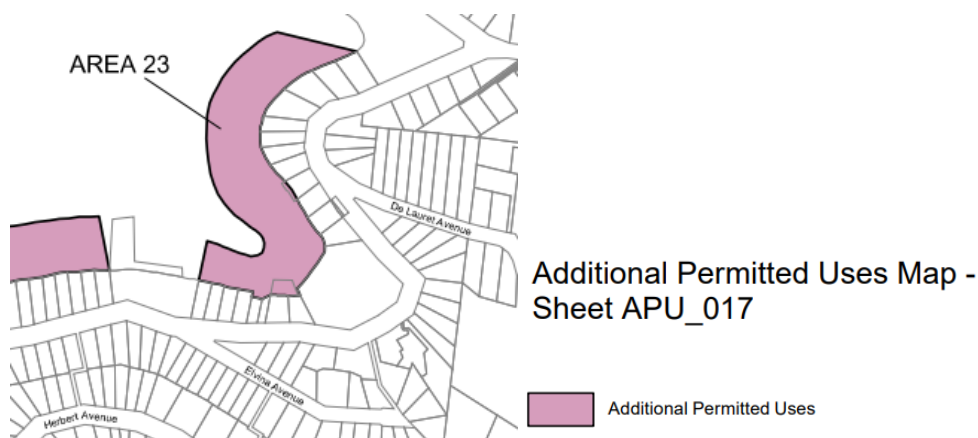 AREA 23
De Lauret Avenue
Additional Permitted Uses Map -
Sheet APU_017
Elvina Avenue
Additional Permitted Uses
Herbert Avenue